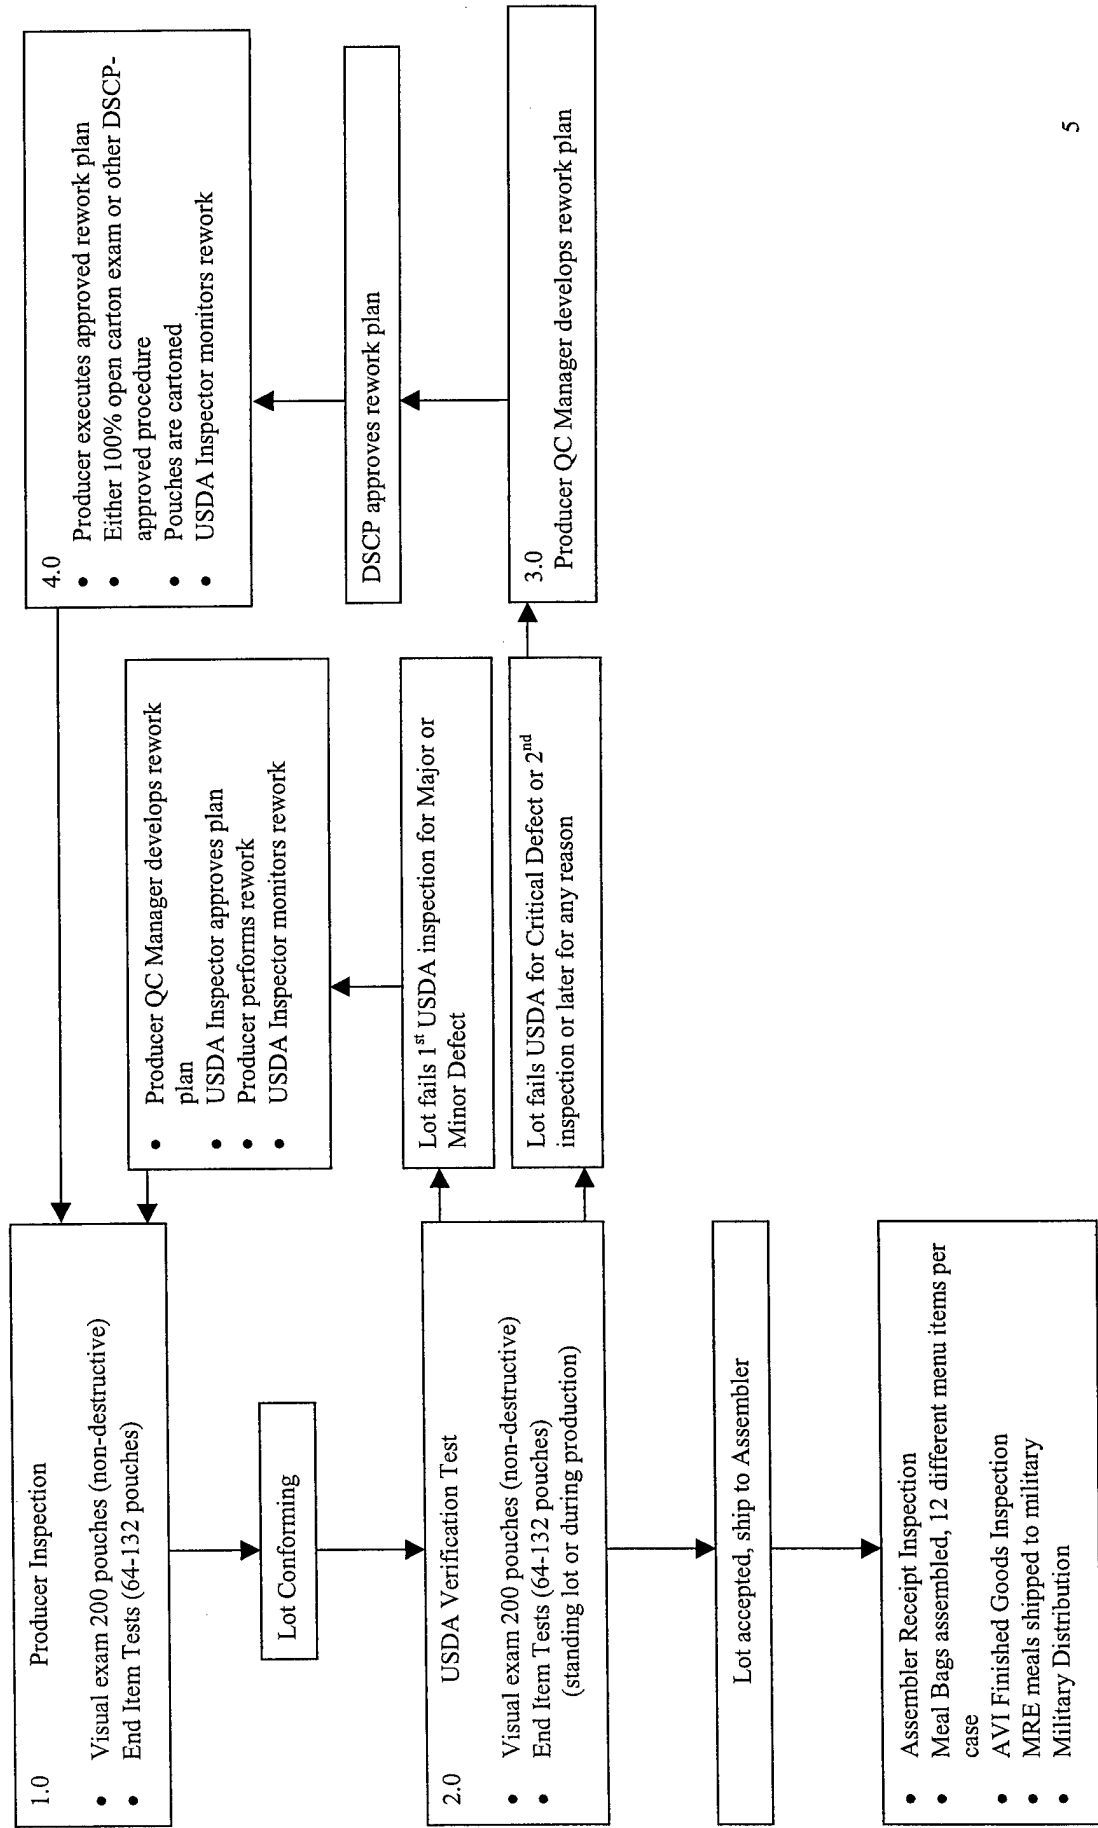 1.0 Producer Inspection
• Visual exam 200 pouches (non-destructive)
• End Item Tests (64-132 pouches)
Lot Conforming
2.0 USDA Verification Test
• Visual exam 200 pouches (non-destructive)
• End Item Tests (64-132 pouches)
(standing lot or during production)
Lot accepted, ship to Assembler
• Assembler Receipt Inspection
• Meal Bags assembled, 12 different menu items per
case
• AVI Finished Goods Inspection
• MRE meals shipped to military
• Military Distribution
• Producer QC Manager develops rework
plan
• USDA Inspector approves plan
• Producer performs rework
• USDA Inspector monitors rework
Lot fails 1st USDA inspection for Major or
Minor Defect
Lot fails USDA for Critical Defect or 2nd
inspection or later for any reason
4.0
• Producer executes approved rework plan
• Either 100% open carton exam or other DSCP-
approved procedure
• Pouches are cartoned
• USDA Inspector monitors rework
DSCP approves rework plan
3.0
Producer QC Manager develops rework plan
5